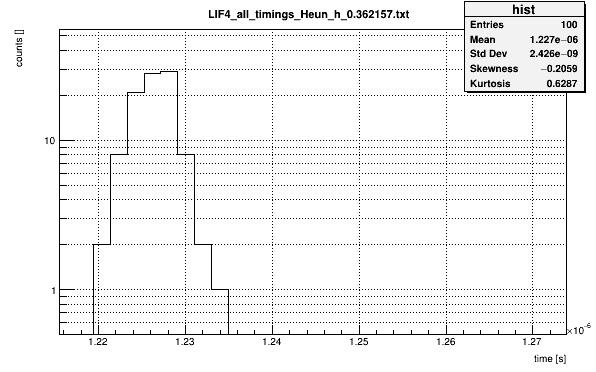 LIF4_all_timings_Heun_h_0.362157.txt
hist
Entries 100
Mean 1.227e−06
Std Dev 2.426e−09
Skewness −0.2059
Kurtosis 0.6287
counts []
10
1
1.22 1.23 1.24 1.25 1.26 1.27
×10⁻⁶
time [s]